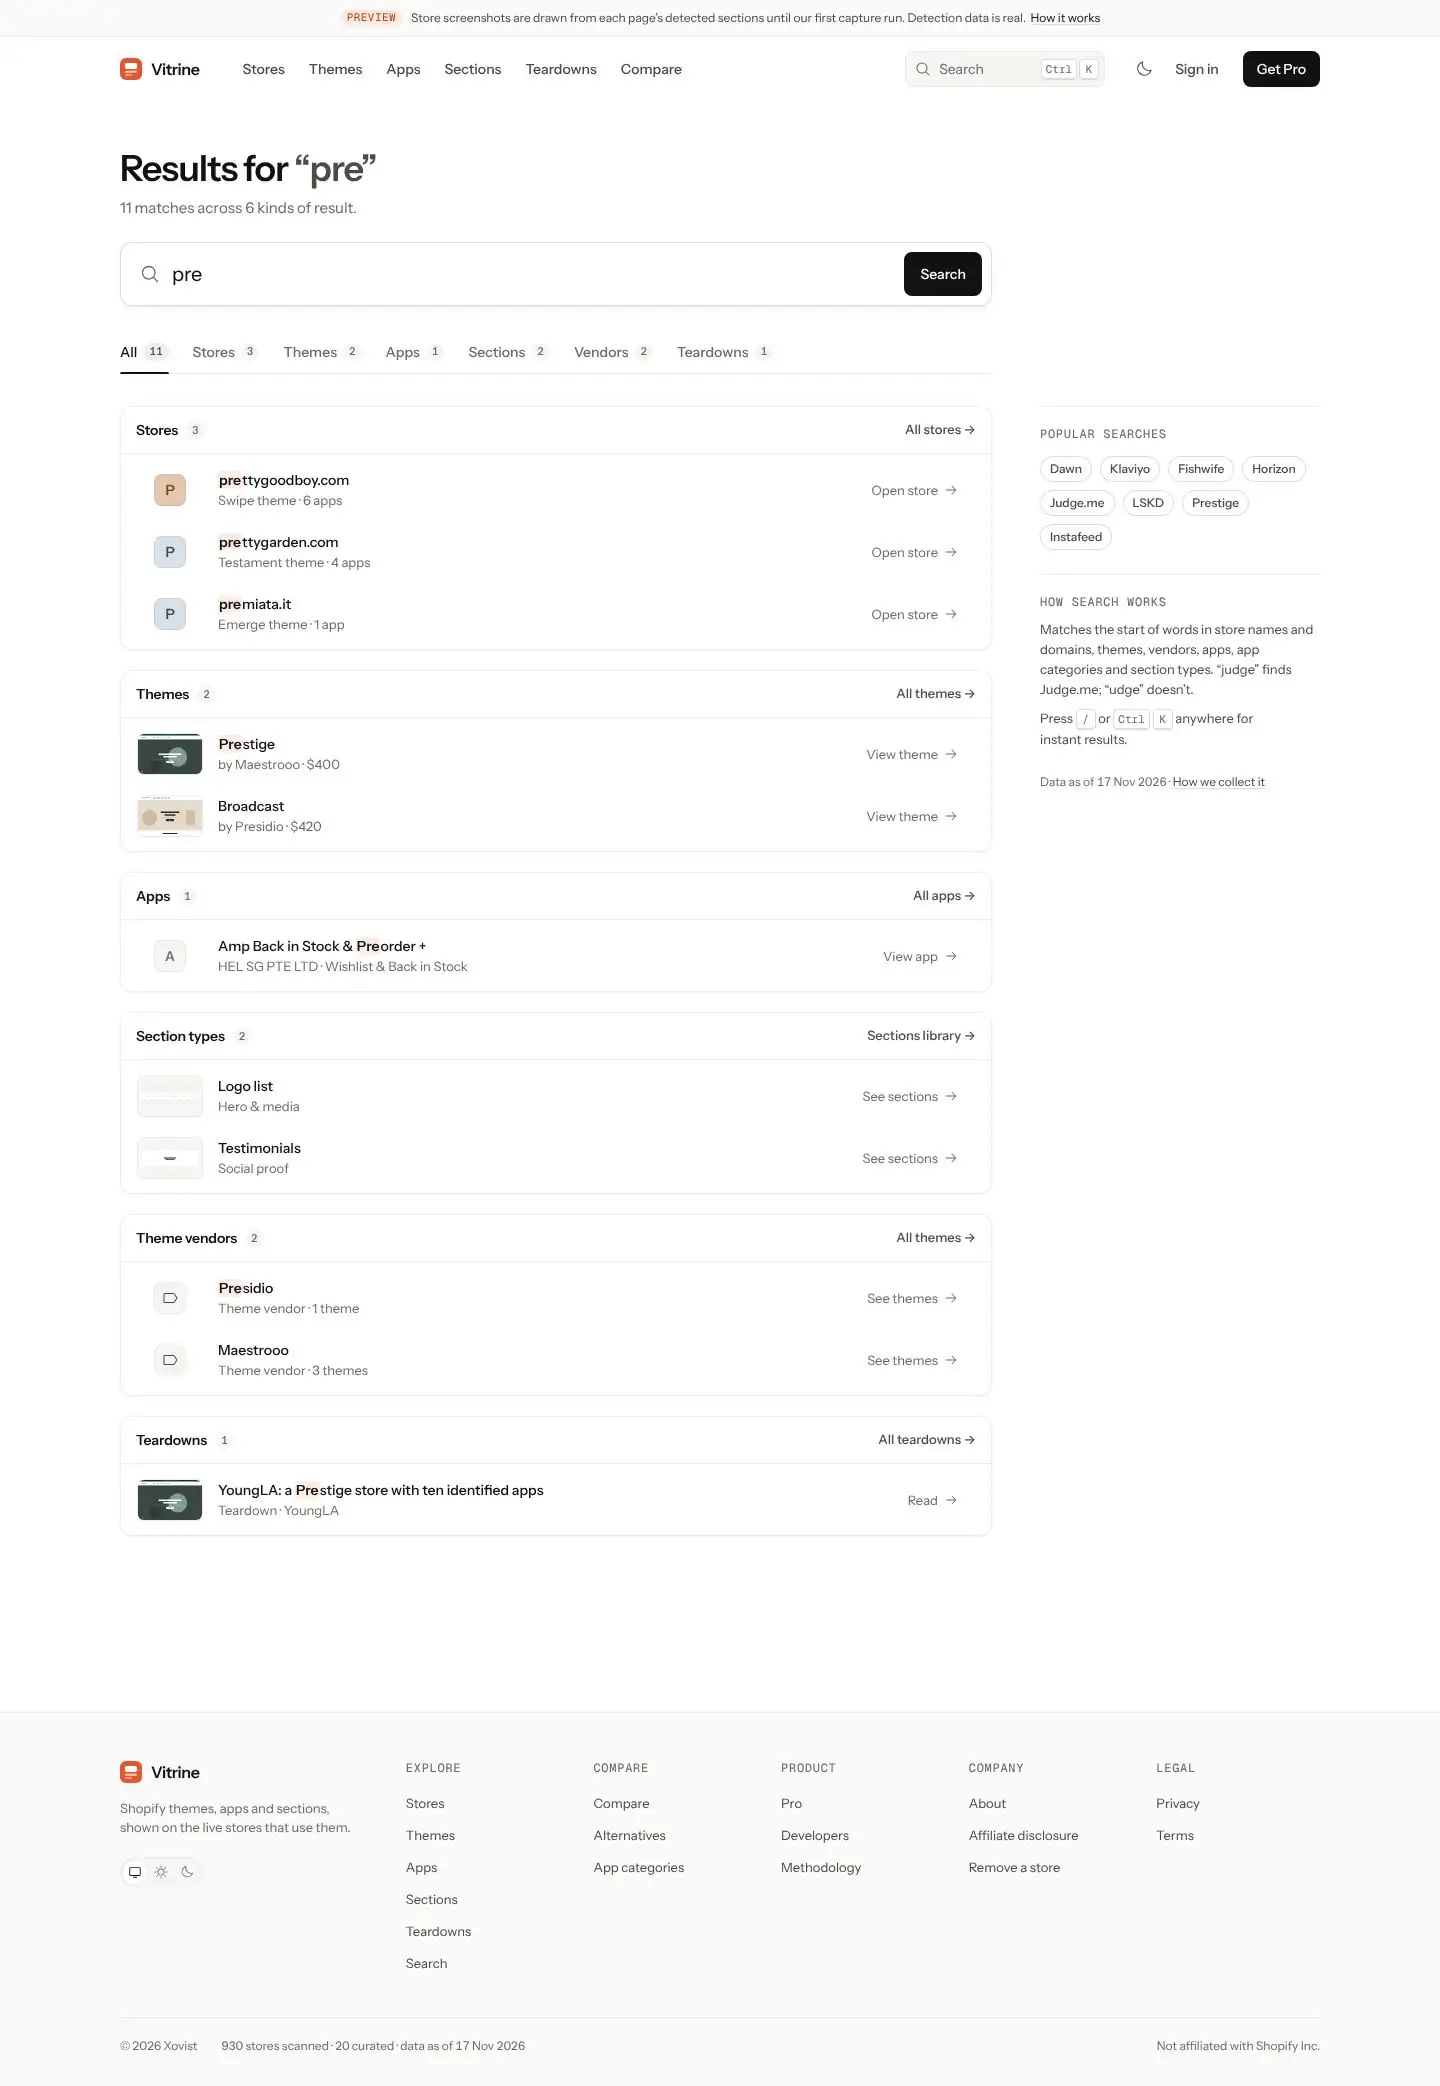 PREVIEW Store screenshots are drawn from each page's detected sections until our first capture run. Detection data is real. How it works
Vitrine Stores Themes Apps Sections Teardowns Compare Search Ctrl K Sign in Get Pro
Results for “pre”
11 matches across 6 kinds of result.
pre Search
All 11 Stores 3 Themes 2 Apps 1 Sections 2 Vendors 2 Teardowns 1
Stores 3 All stores →
P prettygoodboy.com Open store →
Swipe theme · 6 apps
P prettygarden.com Open store →
Testament theme · 4 apps
P premiata.it Open store →
Emerge theme · 1 app
Themes 2 All themes →
Prestige View theme →
by Maestrooo · $400
Broadcast View theme →
by Presidio · $420
Apps 1 All apps →
A Amp Back in Stock & Preorder + View app →
HEL SG PTE LTD · Wishlist & Back in Stock
Section types 2 Sections library →
Logo list See sections →
Hero & media
Testimonials See sections →
Social proof
Theme vendors 2 All themes →
Presidio See themes →
Theme vendor · 1 theme
Maestrooo See themes →
Theme vendor · 3 themes
Teardowns 1 All teardowns →
YoungLA: a Prestige store with ten identified apps Read →
Teardown · YoungLA
POPULAR SEARCHES
Dawn Klaviyo Fishwife Horizon
Judge.me LSKD Prestige
Instafeed
HOW SEARCH WORKS
Matches the start of words in store names and
domains, themes, vendors, apps, app
categories and section types. “judge” finds
Judge.me; “udge” doesn't.
Press / or Ctrl K anywhere for
instant results.
Data as of 17 Nov 2026 · How we collect it
Vitrine
Shopify themes, apps and sections,
shown on the live stores that use them.
EXPLORE
Stores
Themes
Apps
Sections
Teardowns
Search
COMPARE
Compare
Alternatives
App categories
PRODUCT
Pro
Developers
Methodology
COMPANY
About
Affiliate disclosure
Remove a store
LEGAL
Privacy
Terms
© 2026 Xovist 930 stores scanned · 20 curated · data as of 17 Nov 2026 Not affiliated with Shopify Inc.